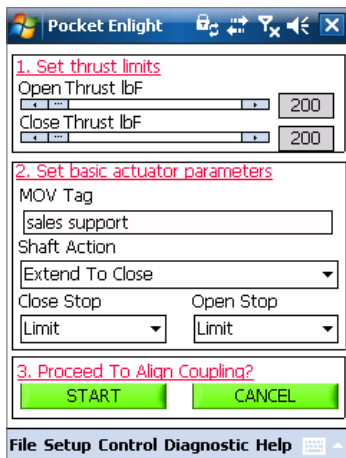 Pocket Enlight
1. Set thrust limits
Open Thrust lbF
200
Close Thrust lbF
200
2. Set basic actuator parameters
MOV Tag
sales support
Shaft Action
Extend To Close
Close Stop Open Stop
Limit Limit
3. Proceed To Align Coupling?
START CANCEL
File Setup Control Diagnostic Help